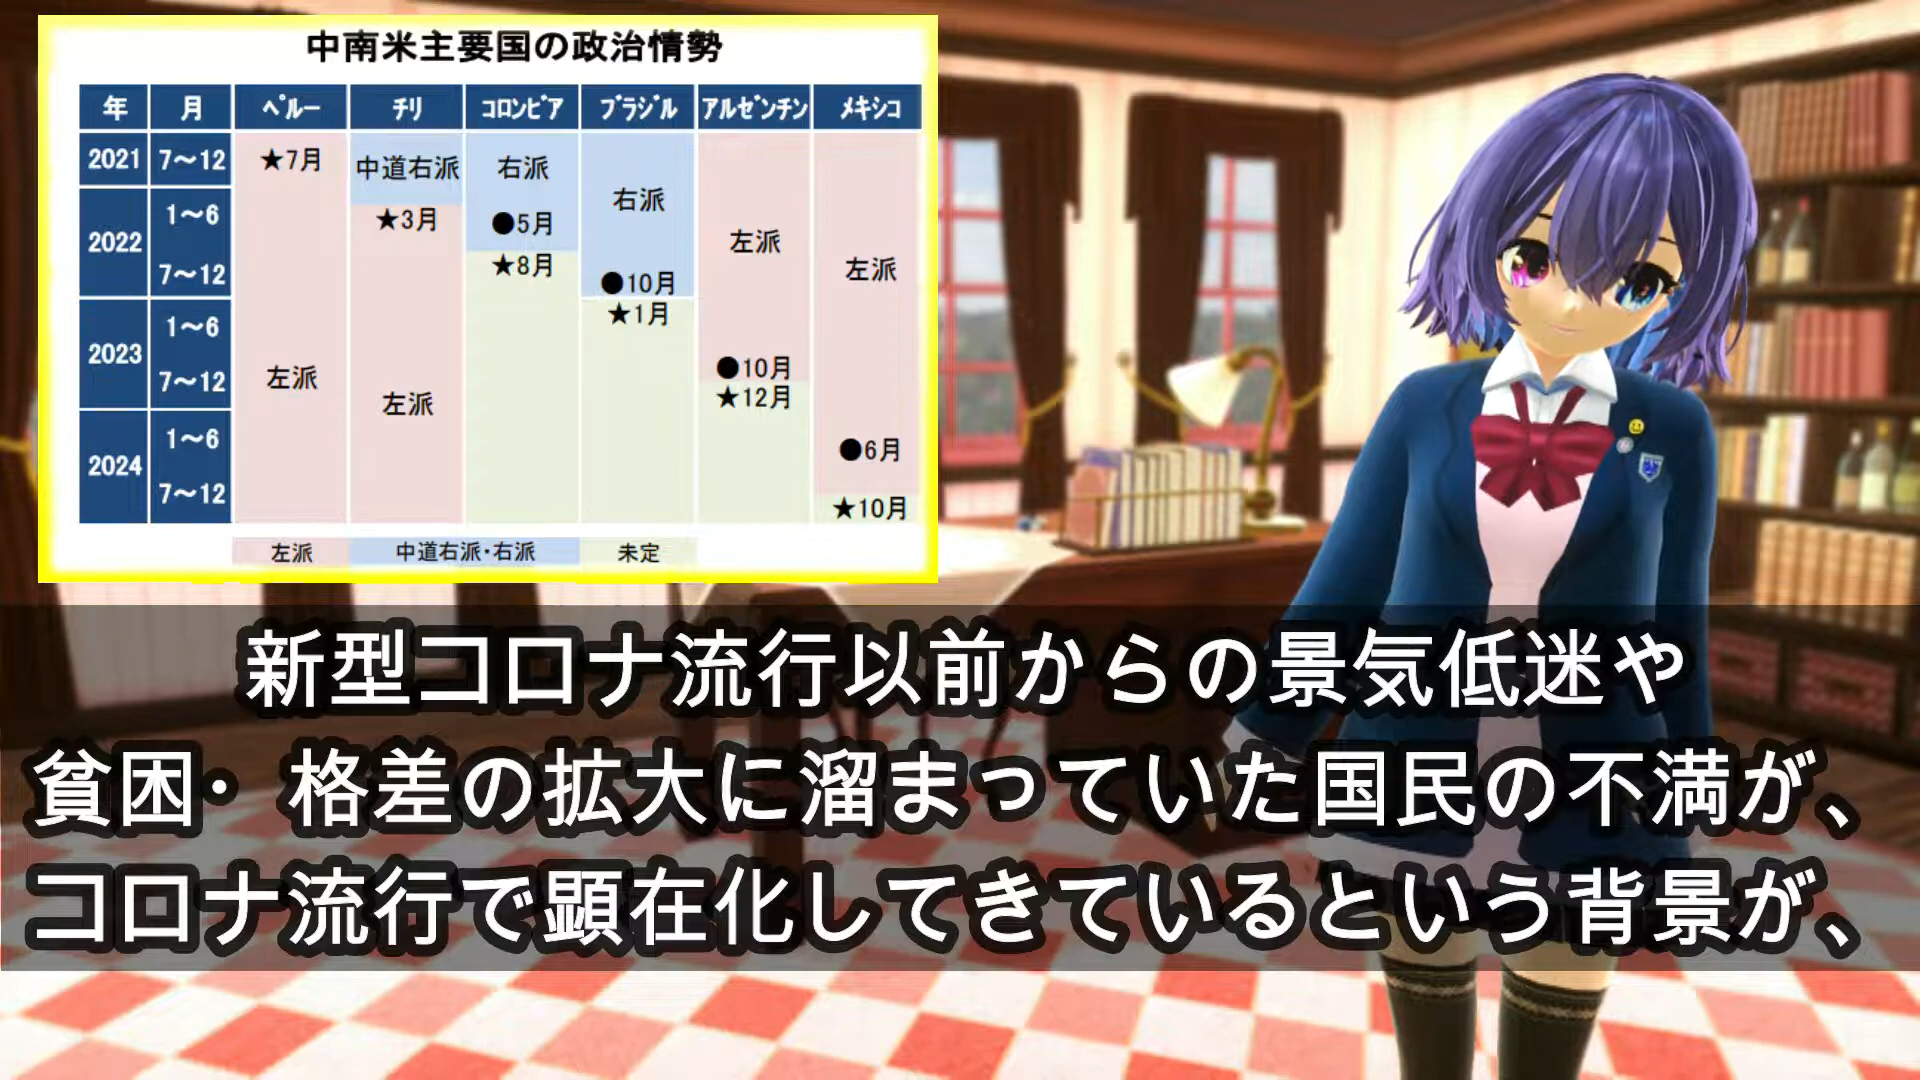 中南米主要国の政治情勢
年 月 ペルー チリ コロンビア ブラジル アルゼンチン メキシコ
2021 7～12 ★7月 中道右派 右派
右派
2022 1～6 ★3月 ●5月
左派
7～12 ★8月 ●10月 左派
2023 1～6 ★1月
7～12 左派 左派 ●10月
★12月
2024 1～6 ●6月
7～12 ★10月
左派 中道右派・右派 未定
新型コロナ流行以前からの景気低迷や
貧困・格差の拡大に溜まっていた国民の不満が、
コロナ流行で顕在化してきているという背景が、